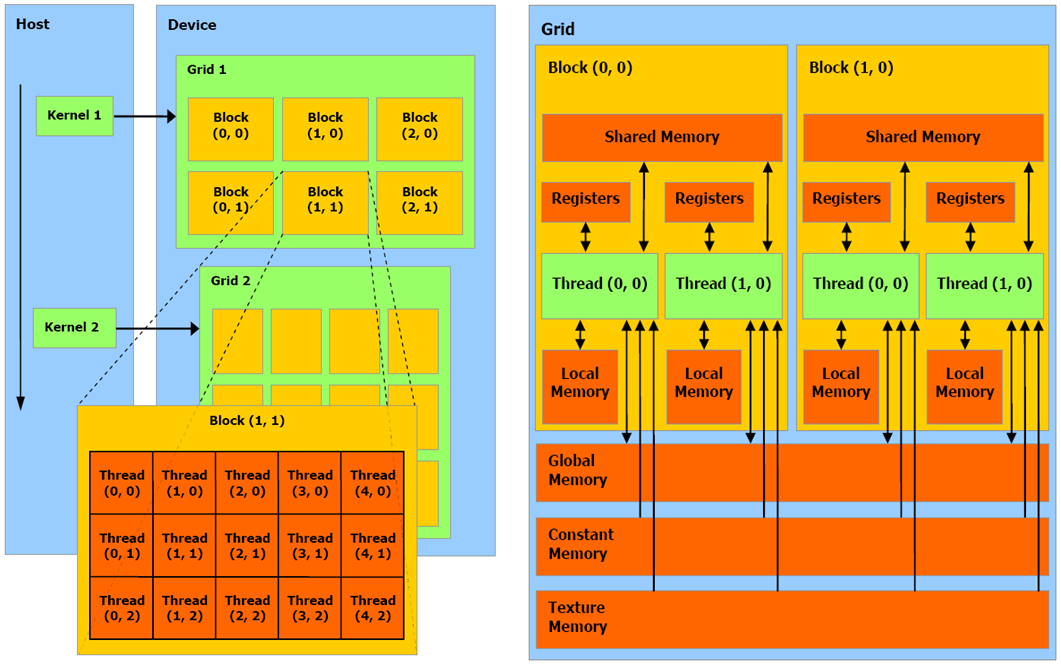 Host
Device
Grid 1
Kernel 1
Block
(0, 0)
Block
(1, 0)
Block
(2, 0)
Block
(0, 1)
Block
(1, 1)
Block
(2, 1)
Grid 2
Kernel 2
Block (1, 1)
Thread
(0, 0)
Thread
(1, 0)
Thread
(2, 0)
Thread
(3, 0)
Thread
(4, 0)
Thread
(0, 1)
Thread
(1, 1)
Thread
(2, 1)
Thread
(3, 1)
Thread
(4, 1)
Thread
(0, 2)
Thread
(1, 2)
Thread
(2, 2)
Thread
(3, 2)
Thread
(4, 2)
Grid
Block (0, 0)
Shared Memory
Registers
Registers
Thread (0, 0)
Thread (1, 0)
Local
Memory
Local
Memory
Block (1, 0)
Shared Memory
Registers
Registers
Thread (0, 0)
Thread (1, 0)
Local
Memory
Local
Memory
Global
Memory
Constant
Memory
Texture
Memory